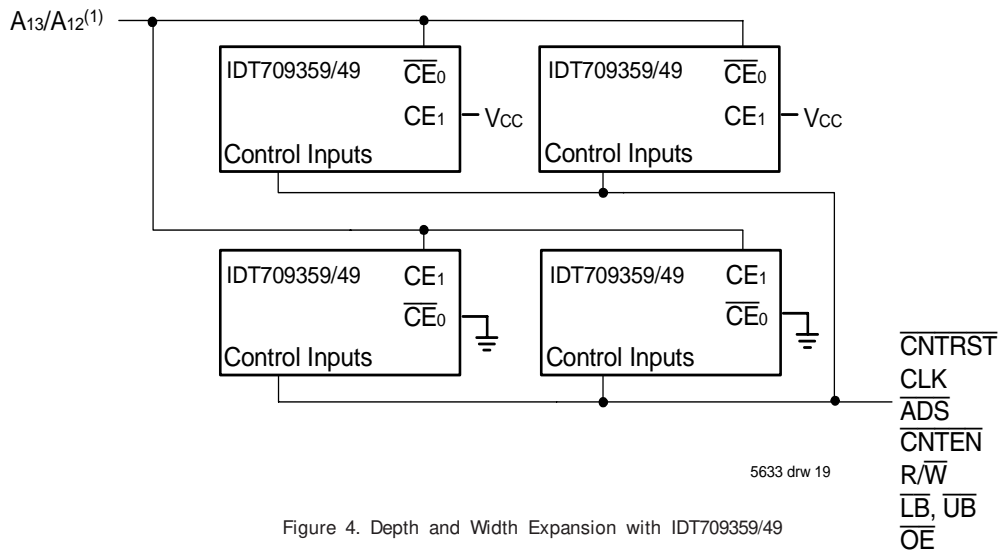 A13/A12(1)
IDT709359/49 CE0
CE1 VCC
Control Inputs
IDT709359/49 CE0
CE1 VCC
Control Inputs
IDT709359/49 CE1
CE0
Control Inputs
IDT709359/49 CE1
CE0
Control Inputs
CNTRST
CLK
ADS
CNTEN
R/W
LB, UB
OE
5633 drw 19
Figure 4. Depth and Width Expansion with IDT709359/49